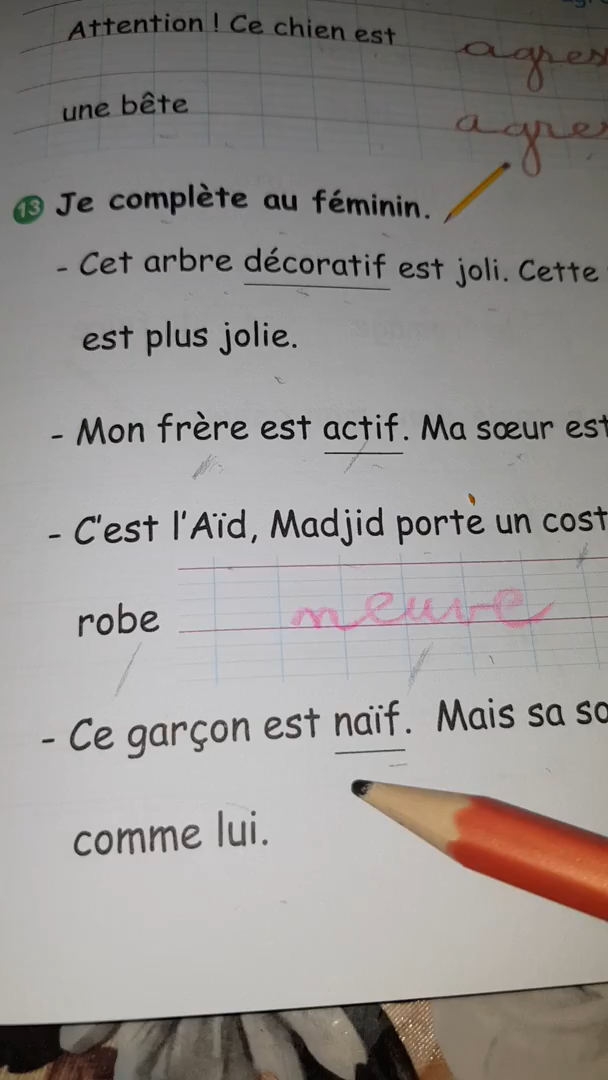 Attention ! Ce chien est
une bête
13 Je complète au féminin.
- Cet arbre décoratif est joli. Cette
est plus jolie.
- Mon frère est actif. Ma sœur est
- C'est l'Aïd, Madjid porte un cost
robe neuve
- Ce garçon est naïf. Mais sa so
comme lui.